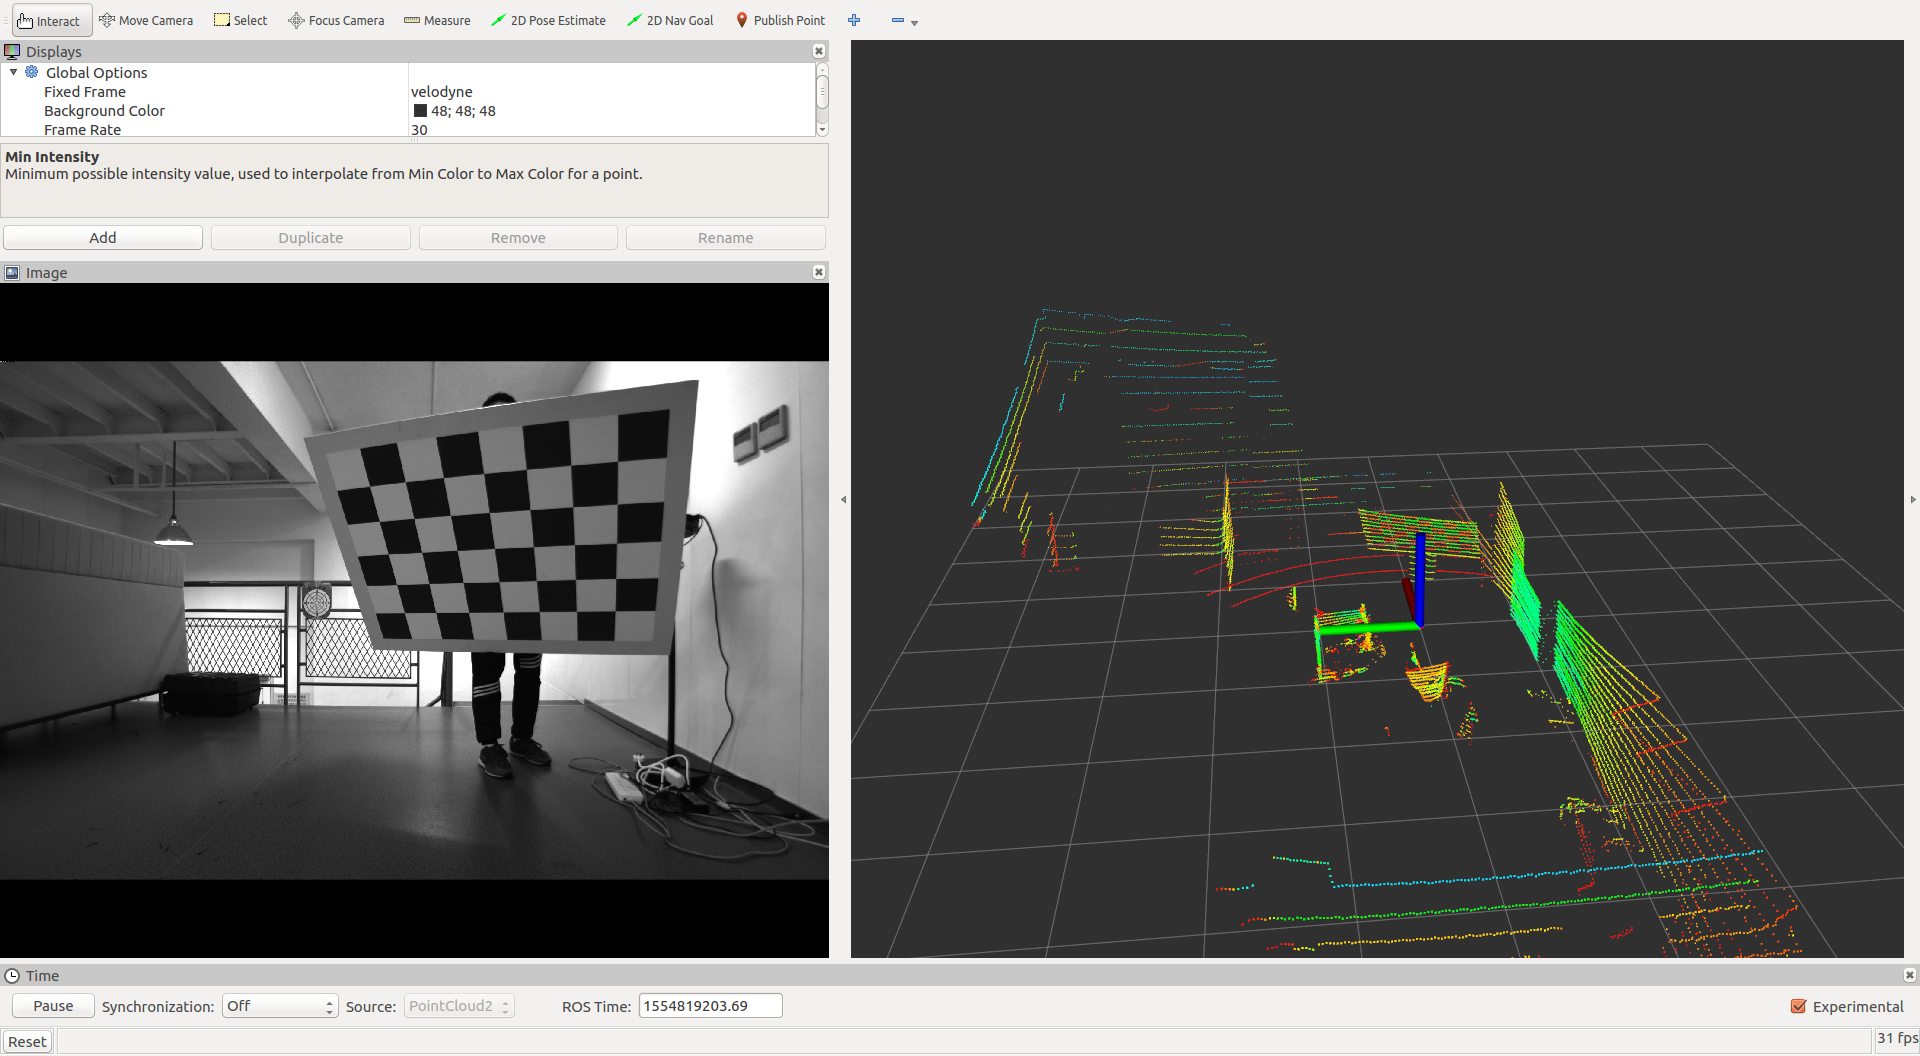 Interact Move Camera Select Focus Camera Measure 2D Pose Estimate 2D Nav Goal Publish Point
Displays
Global Options
Fixed Frame velodyne
Background Color 48; 48; 48
Frame Rate 30
Min Intensity
Minimum possible intensity value, used to interpolate from Min Color to Max Color for a point.
Add Duplicate Remove Rename
Image
Time
Pause Synchronization: Off Source: PointCloud2 ROS Time: 1554819203.69 Experimental
Reset 31 fps